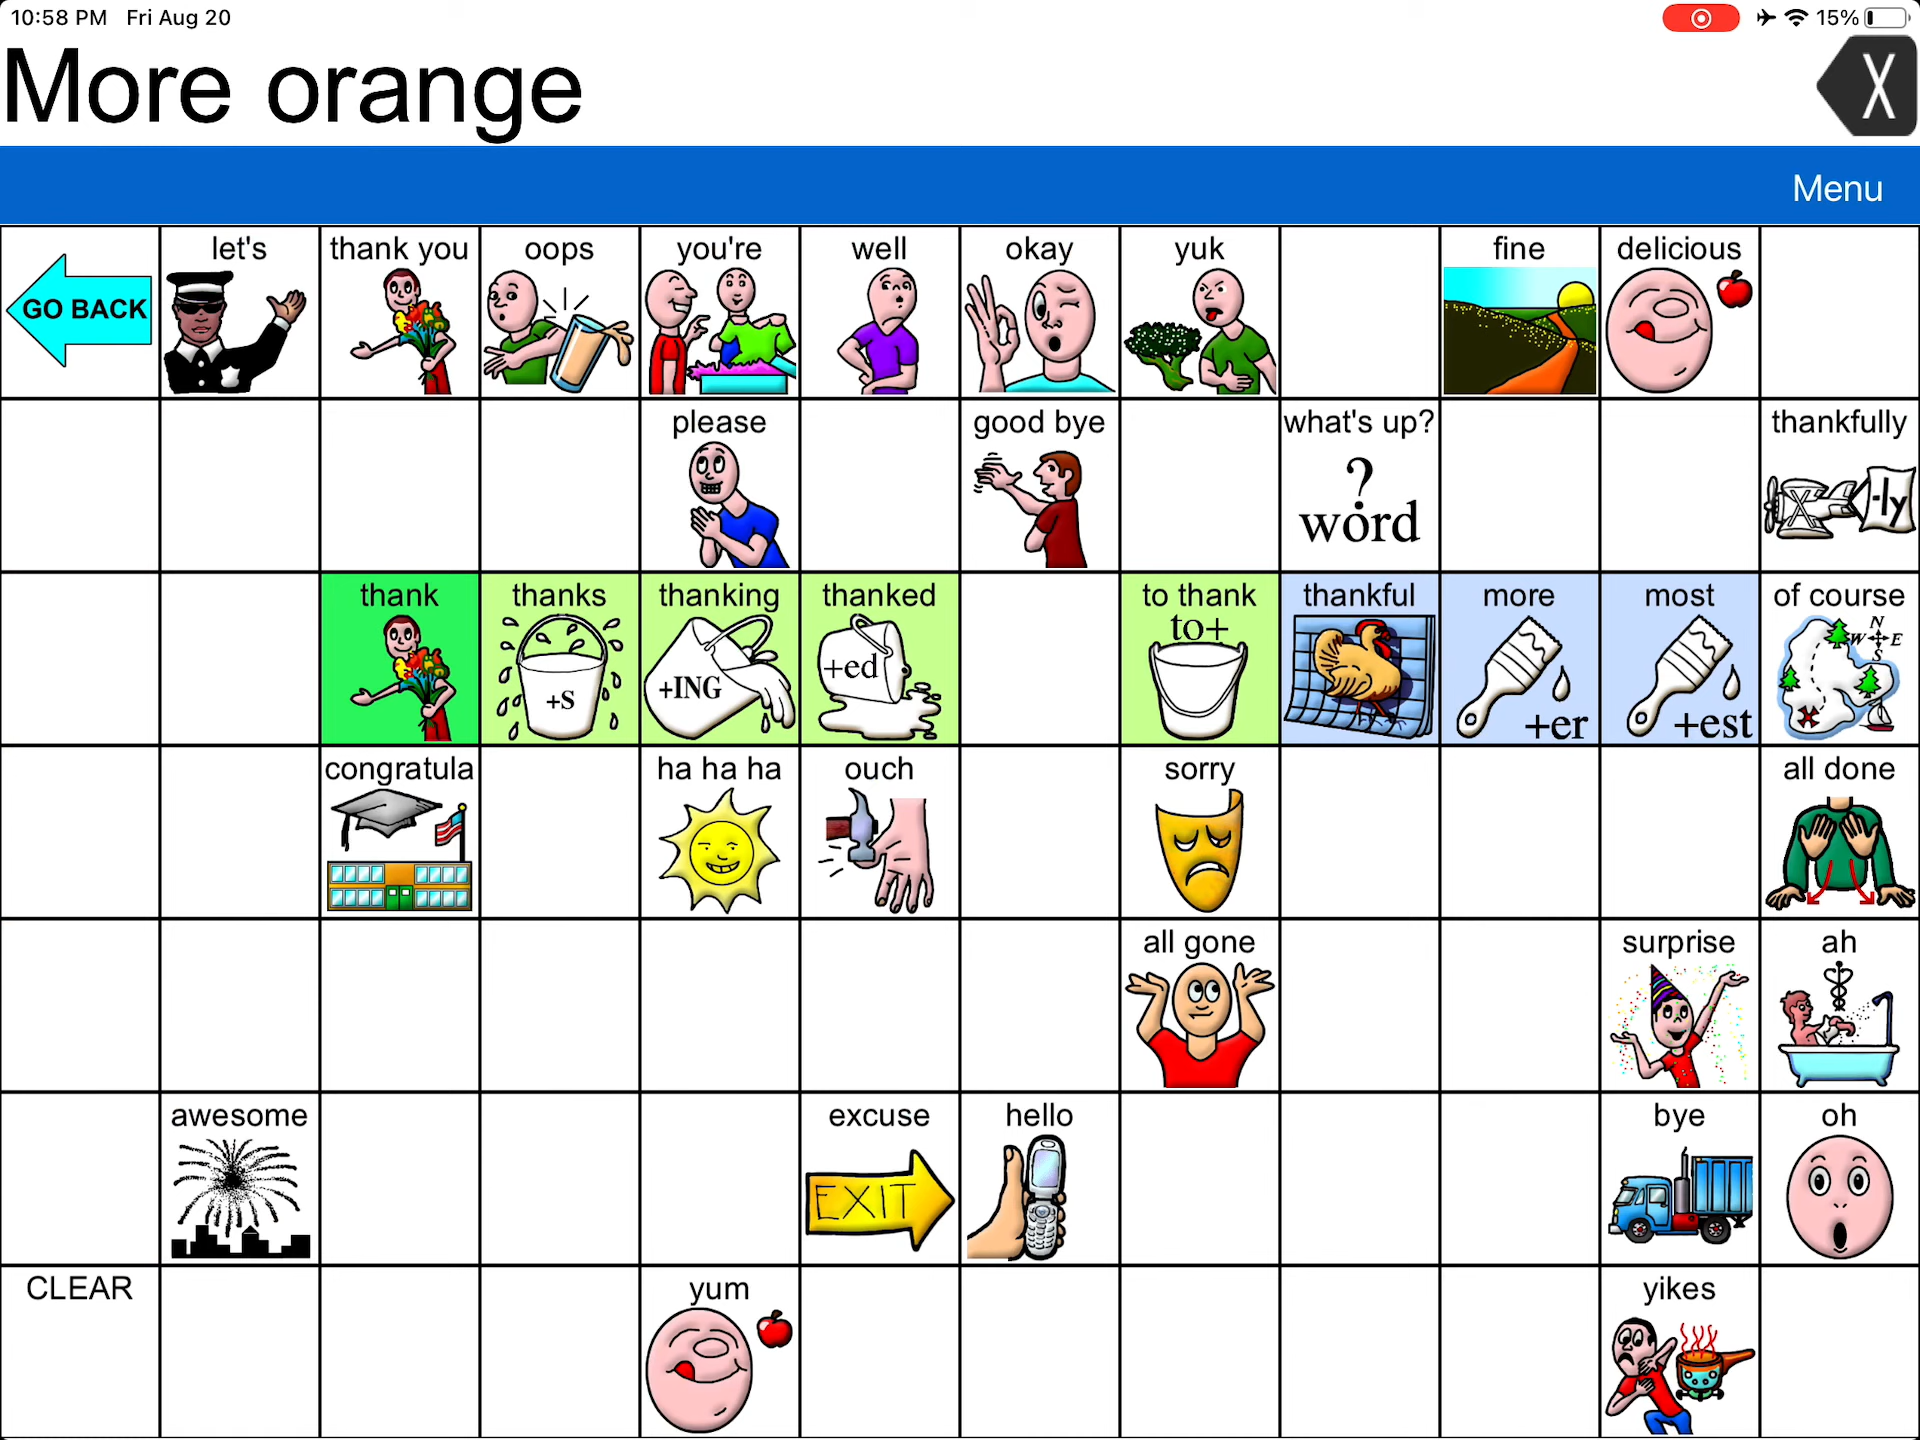 10:58 PM Fri Aug 20 15%
More orange
X
Menu
GO BACK
let's
thank you
oops
you're
well
okay
yuk
fine
delicious
please
good bye
what's up?
?
word
thankfully
X -ly
thank
thanks
+S
thanking
+ING
thanked
+ed
to thank
to+
thankful
more
+er
most
+est
of course
N
W E
S
congratula
ha ha ha
ouch
sorry
all done
all gone
surprise
ah
awesome
excuse
EXIT
hello
bye
oh
CLEAR
yum
yikes